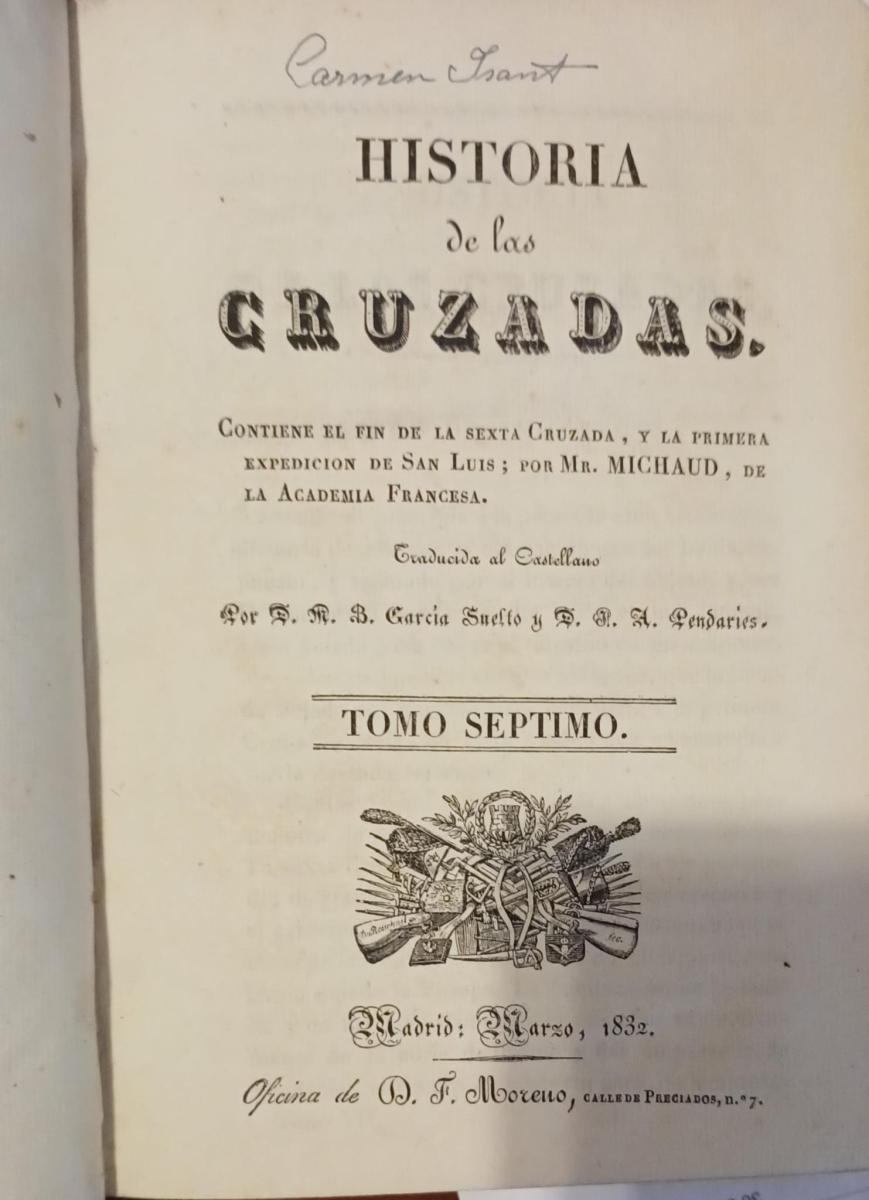 Carmen Isant
HISTORIA
de las
CRUZADAS.
CONTIENE EL FIN DE LA SEXTA CRUZADA, Y LA PRIMERA
EXPEDICION DE SAN LUIS; POR MR. MICHAUD, DE
LA ACADEMIA FRANCESA.
Traducida al Castellano
Por D. M. B. Garcia Suelto y D. P. A. Pendaries.
TOMO SEPTIMO.
fec.
Madrid: Marzo, 1832.
Oficina de D. F. Moreno, CALLE DE PRECIADOS, n.º 7.